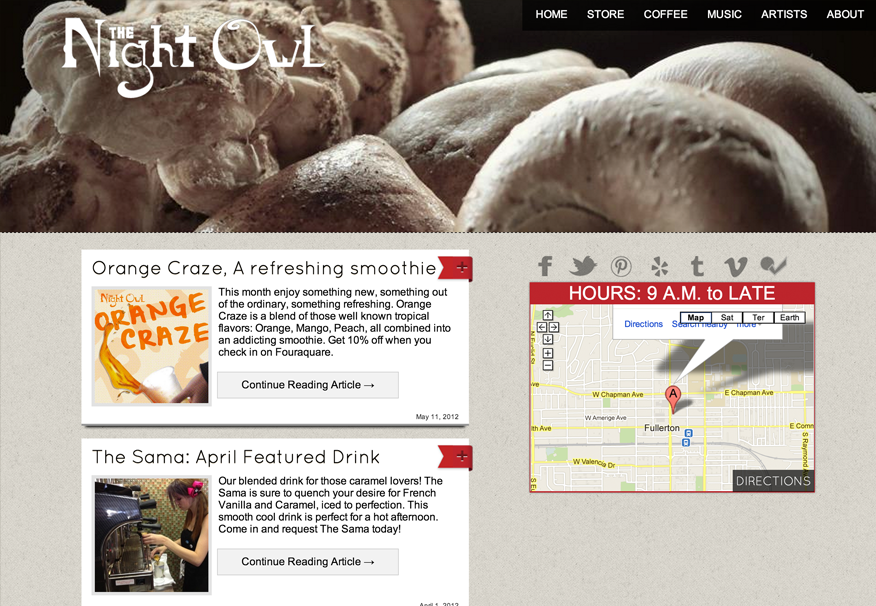 THE
Night Owl
HOME STORE COFFEE MUSIC ARTISTS ABOUT
Orange Craze, A refreshing smoothie
Night Owl
ORANGE
CRAZE
This month enjoy something new, something out
of the ordinary, something refreshing. Orange
Craze is a blend of those well known tropical
flavors: Orange, Mango, Peach, all combined into
an addicting smoothie. Get 10% off when you
check in on Fouraquare.
Continue Reading Article →
May 11, 2012
The Sama: April Featured Drink
Our blended drink for those caramel lovers! The
Sama is sure to quench your desire for French
Vanilla and Caramel, iced to perfection. This
smooth cool drink is perfect for a hot afternoon.
Come in and request The Sama today!
Continue Reading Article →
April 1, 2012
HOURS: 9 A.M. to LATE
Map Sat Ter Earth
Directions Search nearby more
W Chapman Ave E Chapman Ave
A
W Amerige Ave
Fullerton
lth Ave E Comm
W Valencia Dr
S Raymond
DIRECTIONS